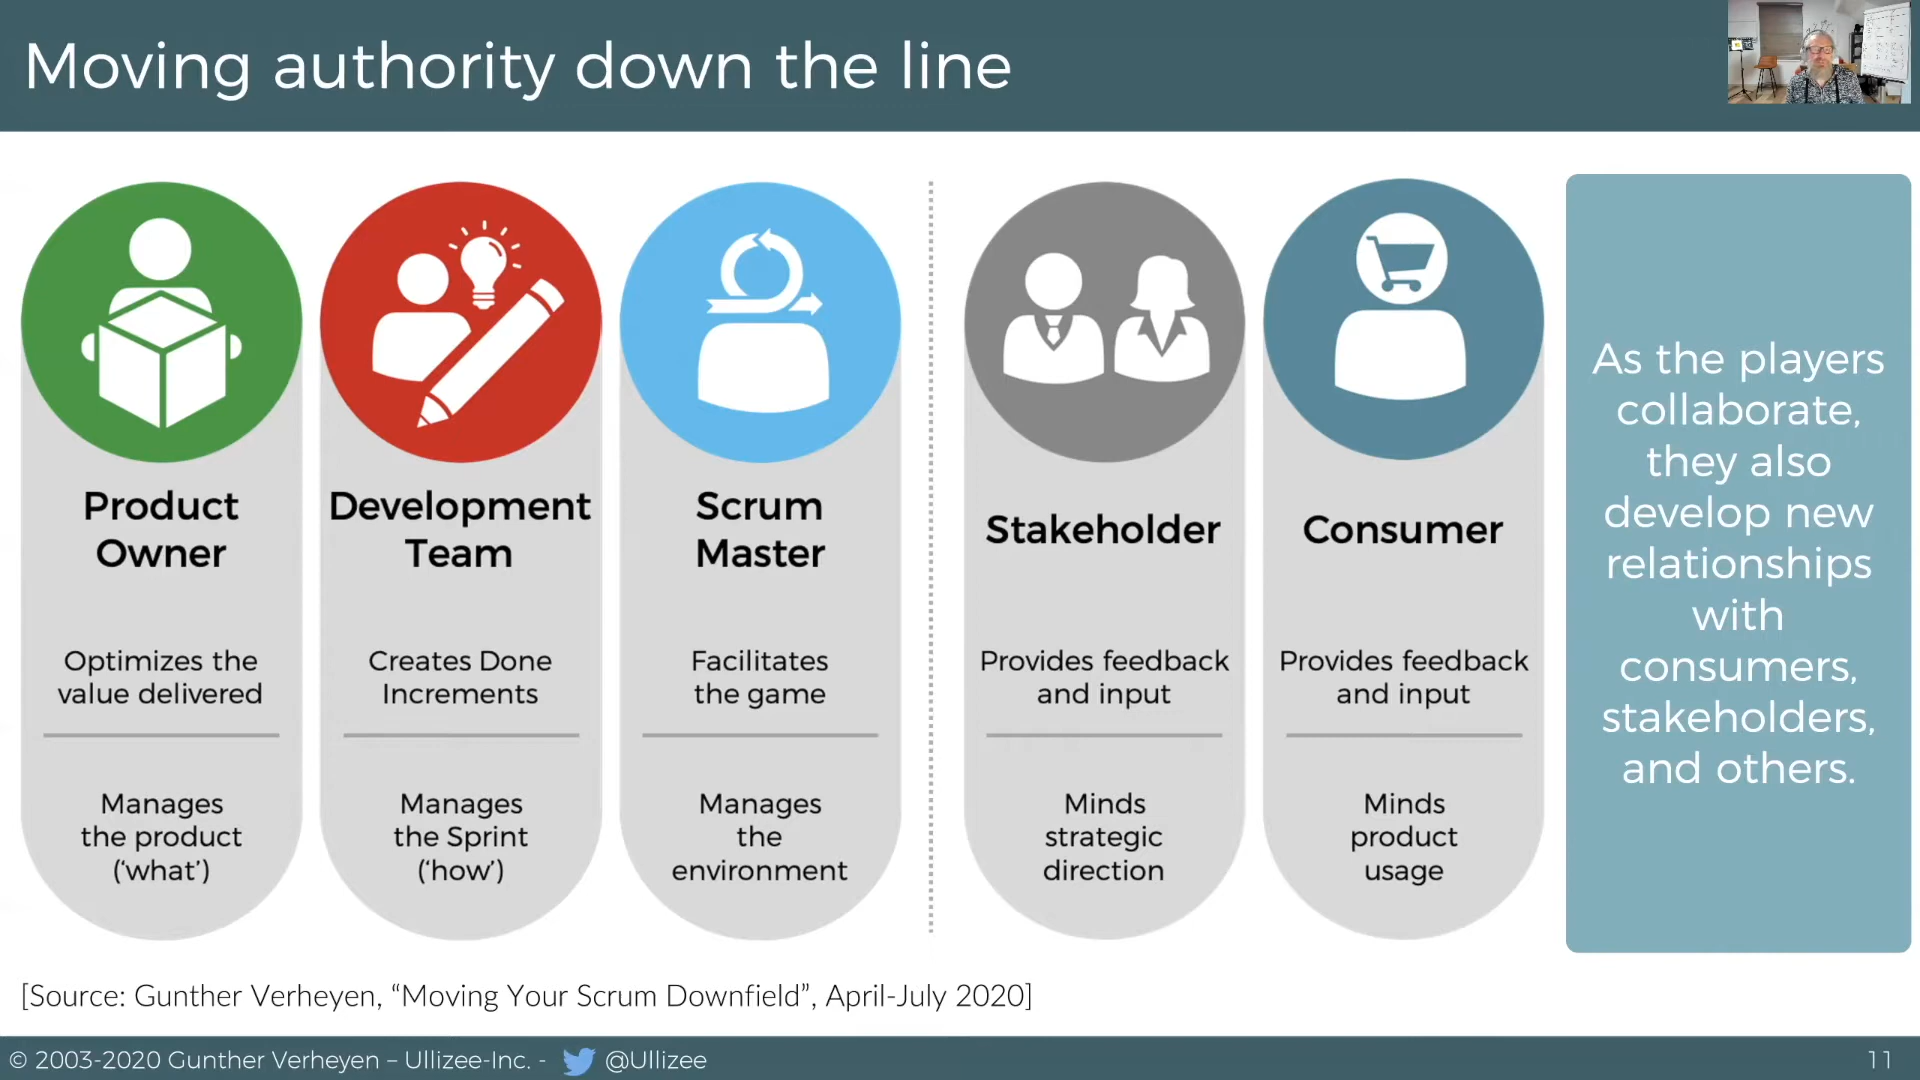 Moving authority down the line
Product
Owner
Optimizes the
value delivered
Manages
the product
(‘what’)
Development
Team
Creates Done
Increments
Manages
the Sprint
(‘how’)
Scrum
Master
Facilitates
the game
Manages
the
environment
Stakeholder
Provides feedback
and input
Minds
strategic
direction
Consumer
Provides feedback
and input
Minds
product
usage
As the players
collaborate,
they also
develop new
relationships
with
consumers,
stakeholders,
and others.
[Source: Gunther Verheyen, “Moving Your Scrum Downfield”, April-July 2020]
© 2003-2020 Gunther Verheyen – Ullizee-Inc. - @Ullizee
11